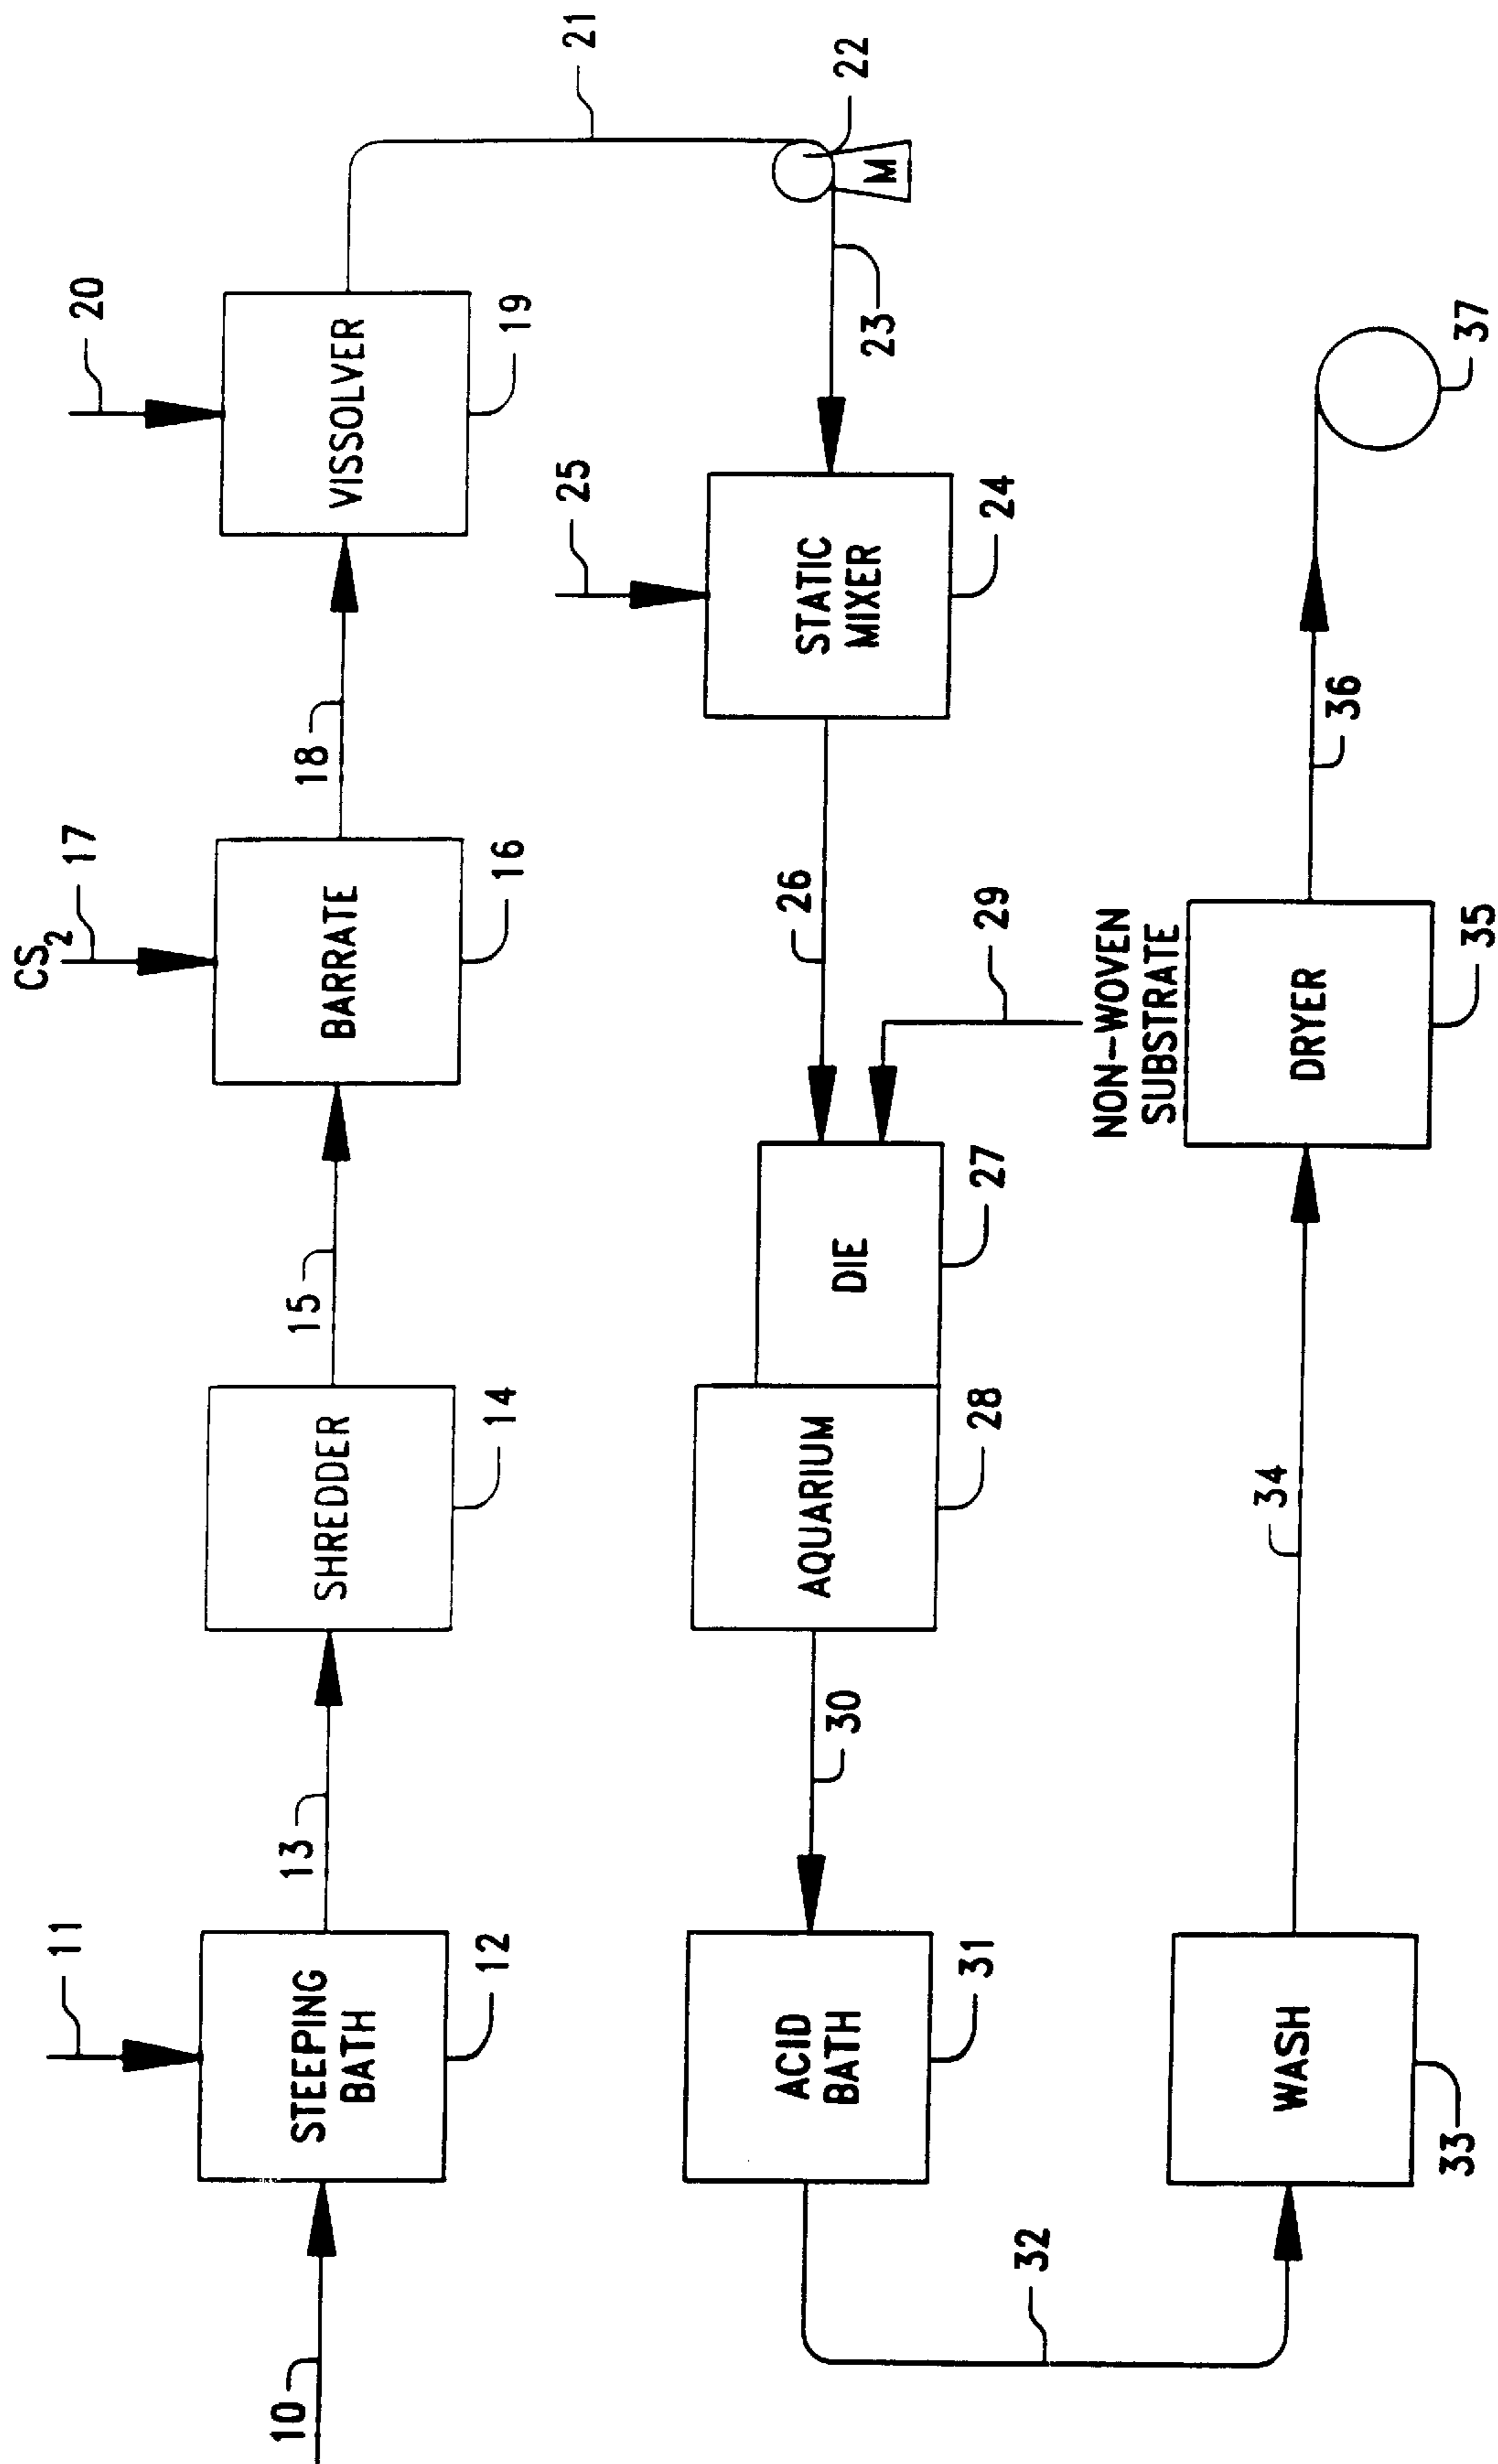 10
11
STEEPING
BATH
12
13
SHREDDER
14
15
CS₂
17
BARRATE
16
18
20
VISSOLVER
19
21
22
M
23
25
STATIC
MIXER
24
26
29
NON-WOVEN
SUBSTRATE
DIE
27
AQUARIUM
28
30
ACID
BATH
31
32
WASH
33
34
DRYER
35
36
37